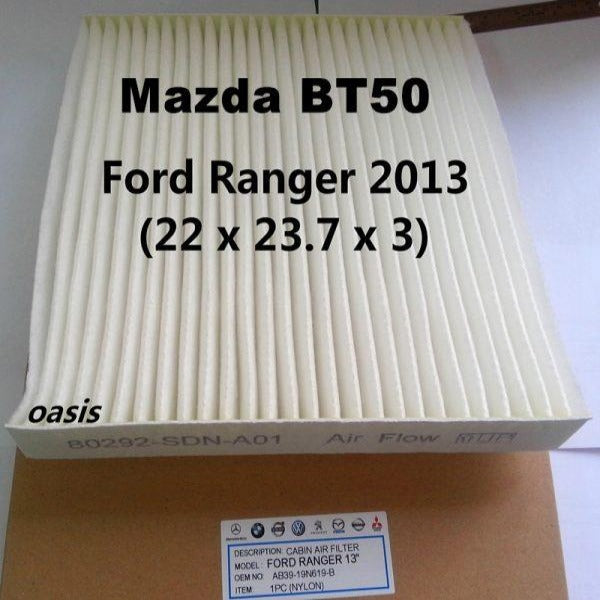 Mazda BT50
Ford Ranger 2013
(22 x 23.7 x 3)
oasis
80292-SDN-A01 Air Flow
DESCRIPTION: CABIN AIR FILTER
MODEL: FORD RANGER 13"
OEM NO: AB39-19N619-B
ITEM: 1PC (NYLON)